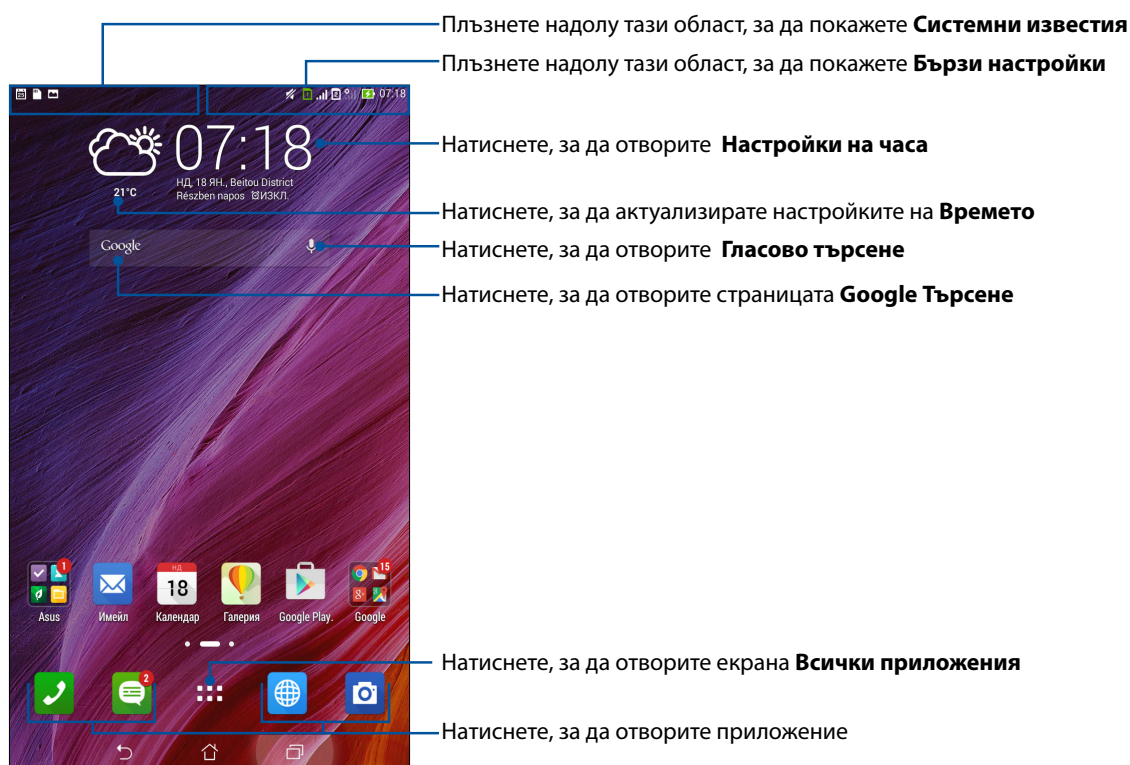 Плъзнете надолу тази област, за да покажете Системни известия
Плъзнете надолу тази област, за да покажете Бързи настройки
07:18
07:18
Натиснете, за да отворите Настройки на часа
НД, 18 ЯН., Beitou District
21°C
Részben napos ИЗКЛ.
Натиснете, за да актуализирате настройките на Времето
Google
Натиснете, за да отворите Гласово търсене
Натиснете, за да отворите страницата Google Търсене
1
НД
18
15
Asus
Имейл
Календар
Галерия
Google Play.
Google
Натиснете, за да отворите екрана Всички приложения
2
Натиснете, за да отворите приложение